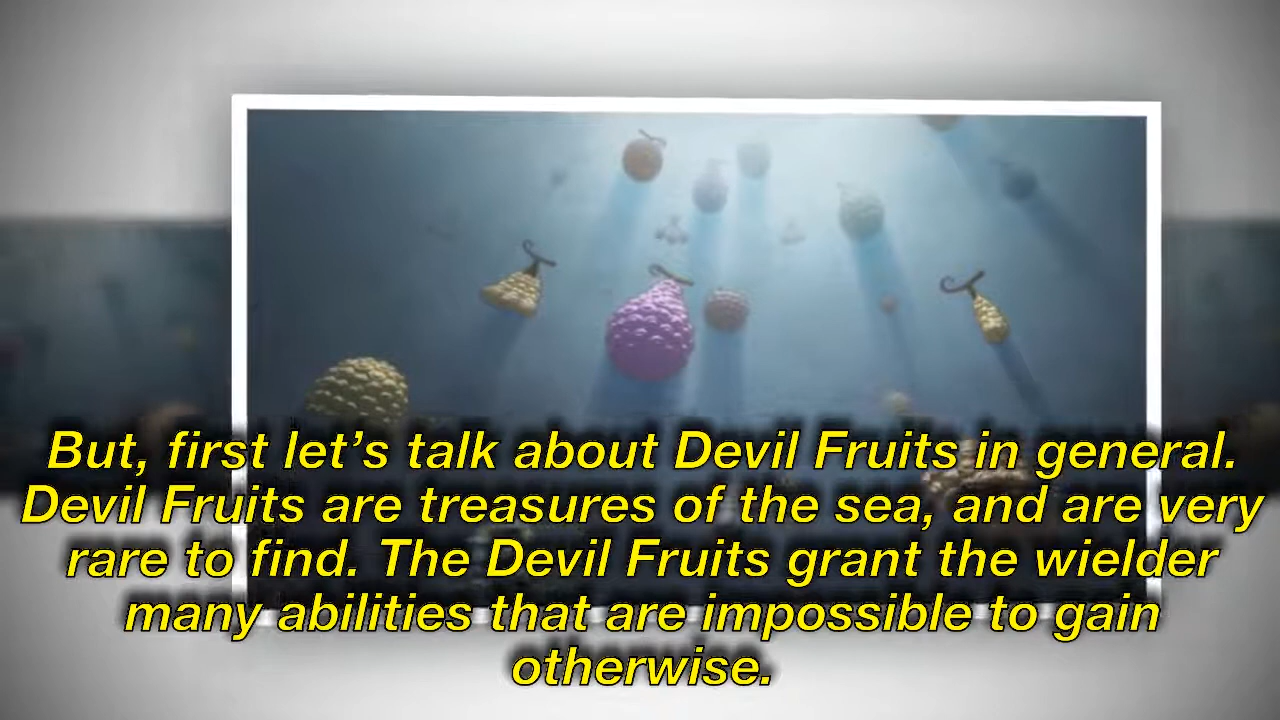 But, first let’s talk about Devil Fruits in general.
Devil Fruits are treasures of the sea, and are very
rare to find. The Devil Fruits grant the wielder
many abilities that are impossible to gain
otherwise.